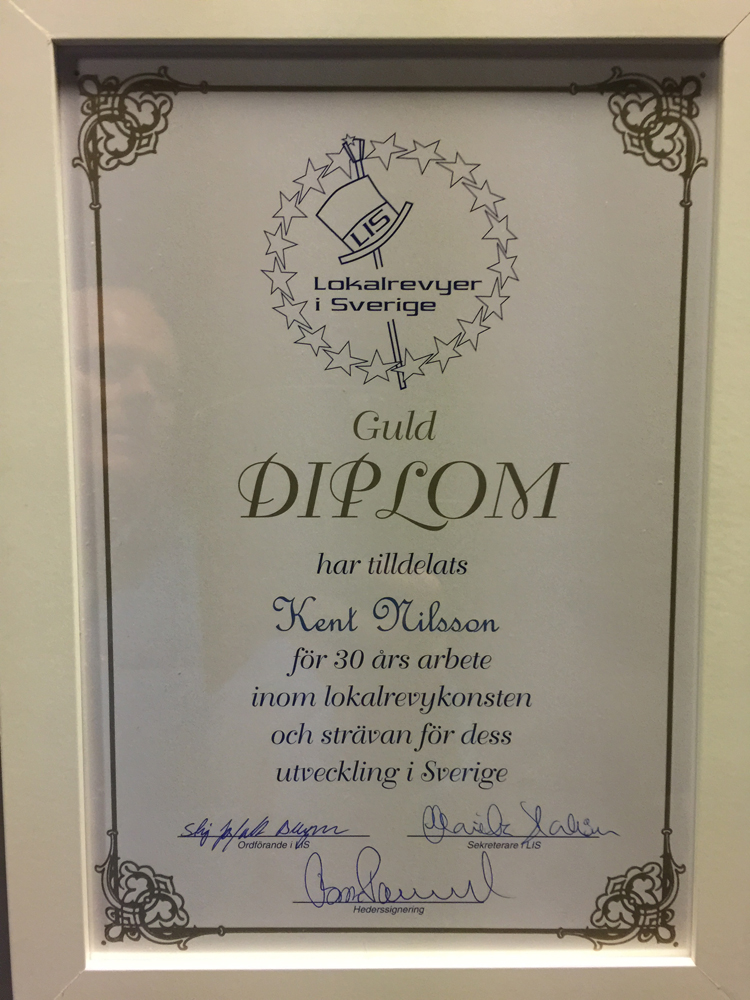 LIS
Lokalrevyer
i Sverige
Guld
DIPLOM
har tilldelats
Kent Nilsson
för 30 års arbete
inom lokalrevykonsten
och strävan för dess
utveckling i Sverige
Ordförande i LIS
Sekreterare i LIS
Hederssignering